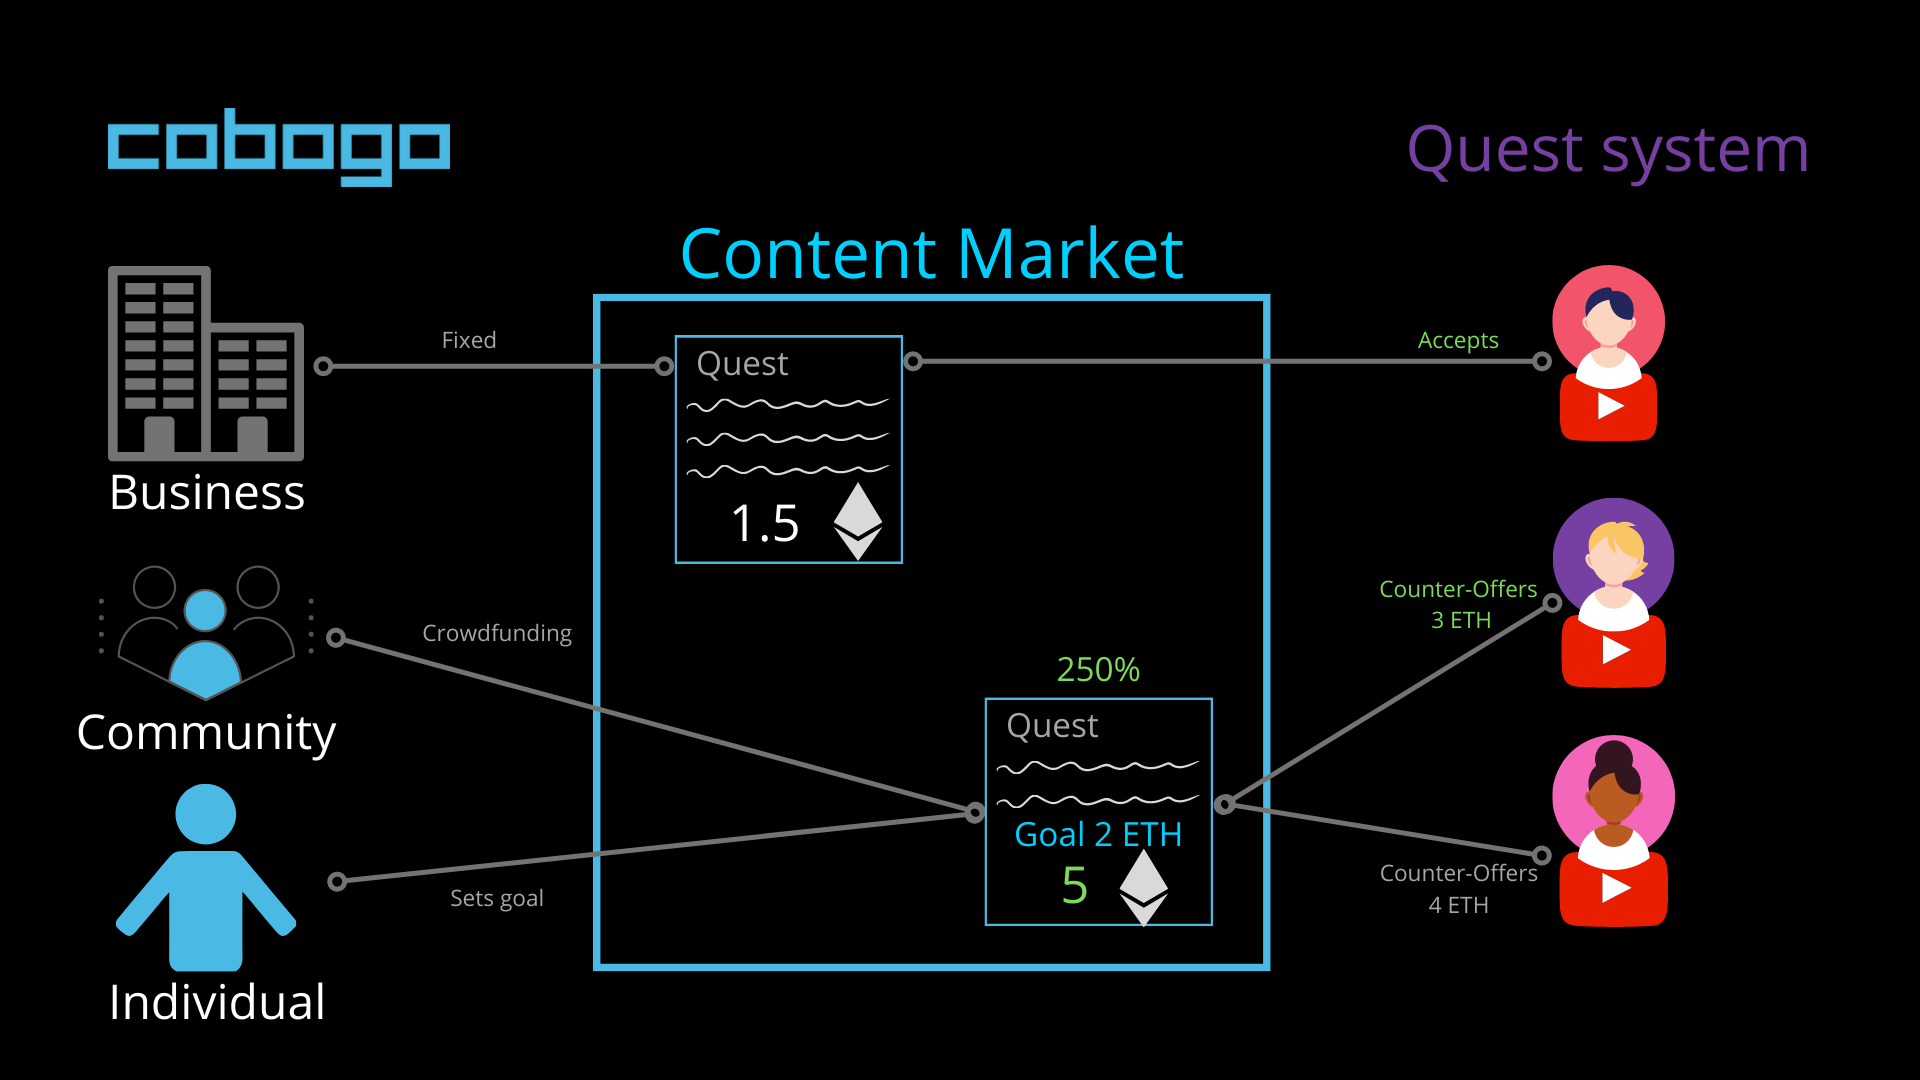 cobogo
Quest system
Content Market
Fixed
Quest
Accepts
1.5
Business
Crowdfunding
Counter-Offers
3 ETH
250%
Community
Quest
Goal 2 ETH
5
Sets goal
Counter-Offers
4 ETH
Individual